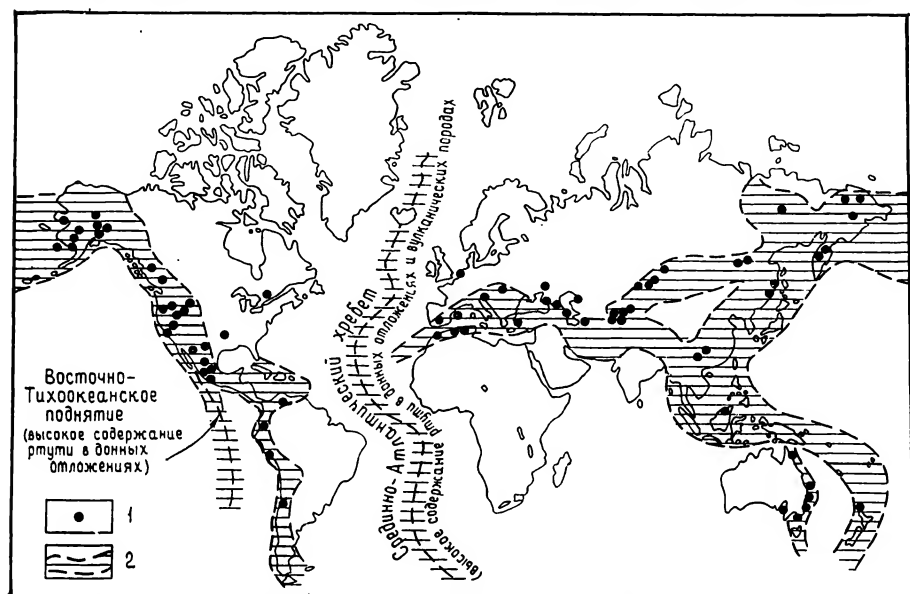 Восточно-
Тихоокеанское
поднятие
(высокое содержание
ртути в донных
отложениях)
1
2
Срединно-Атлантический хребет
(высокое содержание ртути в донных отложениях и вулканических породах